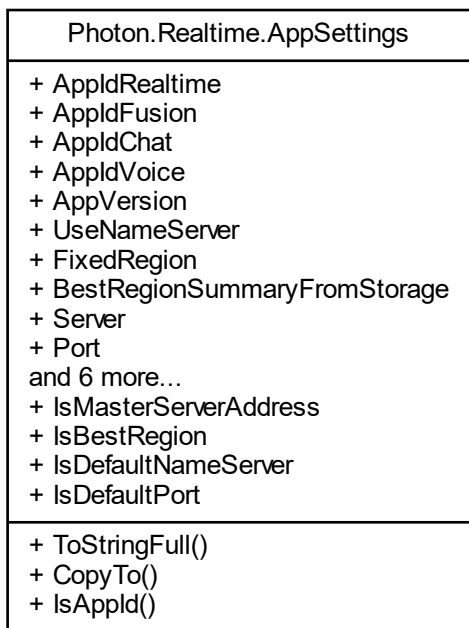 Photon.Realtime.AppSettings
+ AppIdRealtime
+ AppIdFusion
+ AppIdChat
+ AppIdVoice
+ AppVersion
+ UseNameServer
+ FixedRegion
+ BestRegionSummaryFromStorage
+ Server
+ Port
and 6 more...
+ IsMasterServerAddress
+ IsBestRegion
+ IsDefaultNameServer
+ IsDefaultPort
+ ToStringFull()
+ CopyTo()
+ IsAppId()